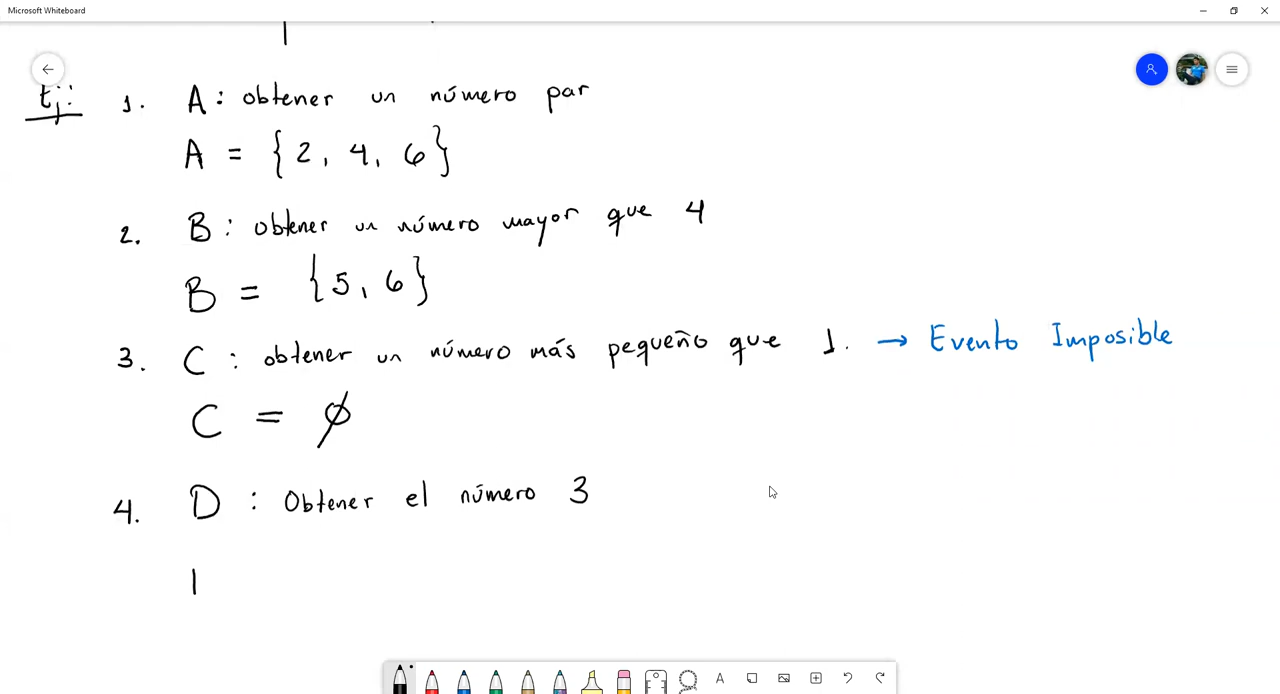 Microsoft Whiteboard
Ej:
1. A: obtener un número par
A = {2, 4, 6}
2. B: obtener un número mayor que 4
B = {5, 6}
3. C: obtener un número más pequeño que 1. → Evento Imposible
C = ∅
4. D: Obtener el número 3